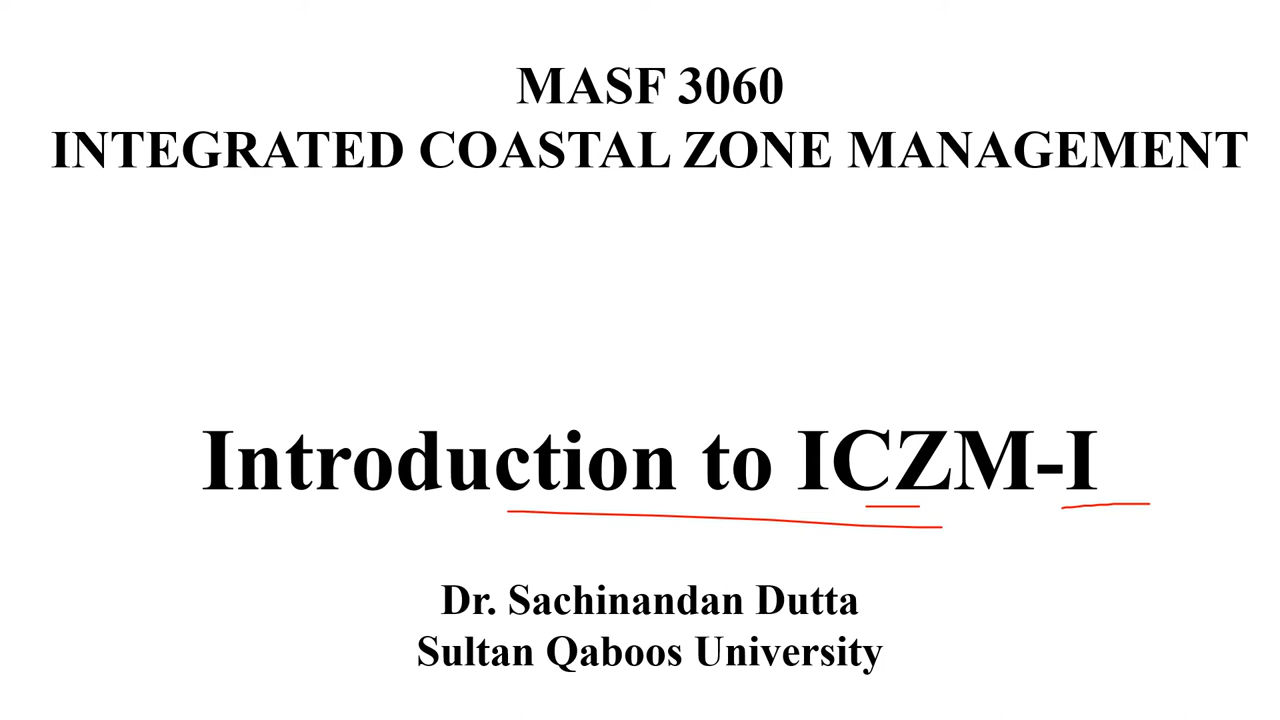 MASF 3060
INTEGRATED COASTAL ZONE MANAGEMENT
Introduction to ICZM-I
Dr. Sachinandan Dutta
Sultan Qaboos University